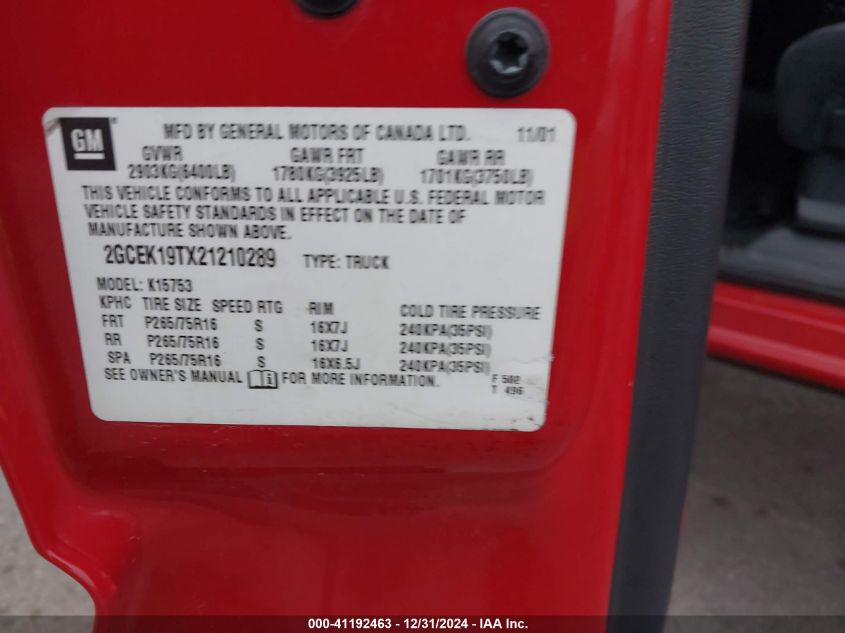 GM
MFD BY GENERAL MOTORS OF CANADA LTD. 11/01
GVWR GAWR FRT GAWR RR
2903KG(6400LB) 1780KG(3925LB) 1701KG(3750LB)
THIS VEHICLE CONFORMS TO ALL APPLICABLE U.S. FEDERAL MOTOR
VEHICLE SAFETY STANDARDS IN EFFECT ON THE DATE OF
MANUFACTURE SHOWN ABOVE.
2GCEK19TX21210289 TYPE: TRUCK
MODEL: K15753
KPHC TIRE SIZE SPEED RTG RIM COLD TIRE PRESSURE
FRT P265/75R16 S 16X7J 240KPA(35PSI)
RR P265/75R16 S 16X7J 240KPA(35PSI)
SPA P265/75R16 S 16X6.5J 240KPA(35PSI)
SEE OWNER'S MANUAL FOR MORE INFORMATION. F 502
T 496
000-41192463 - 12/31/2024 - IAA Inc.